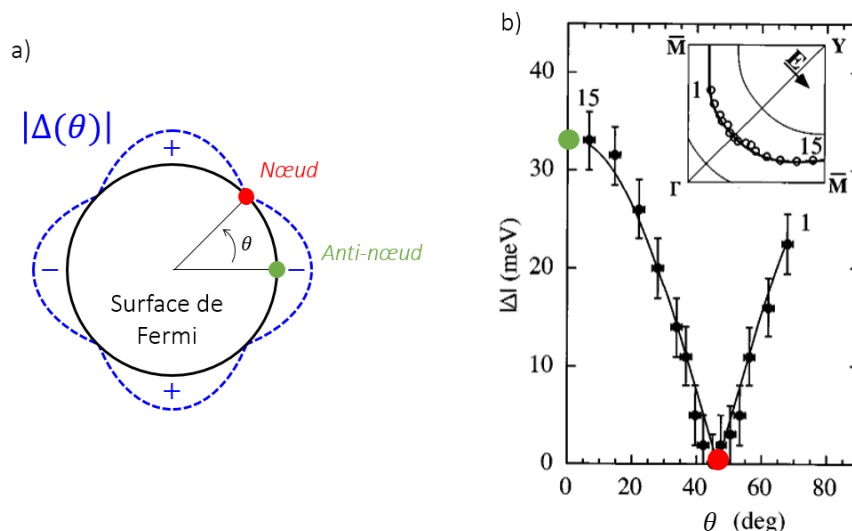 a)
|Δ(θ)|
+
Nœud
θ
Anti-nœud
−
−
Surface de
Fermi
+
b)
|Δ| (meV)
40
30
20
10
0
15
1
M̅
Y
E
1
15
Γ
M̅
0
20
40
60
80
θ (deg)